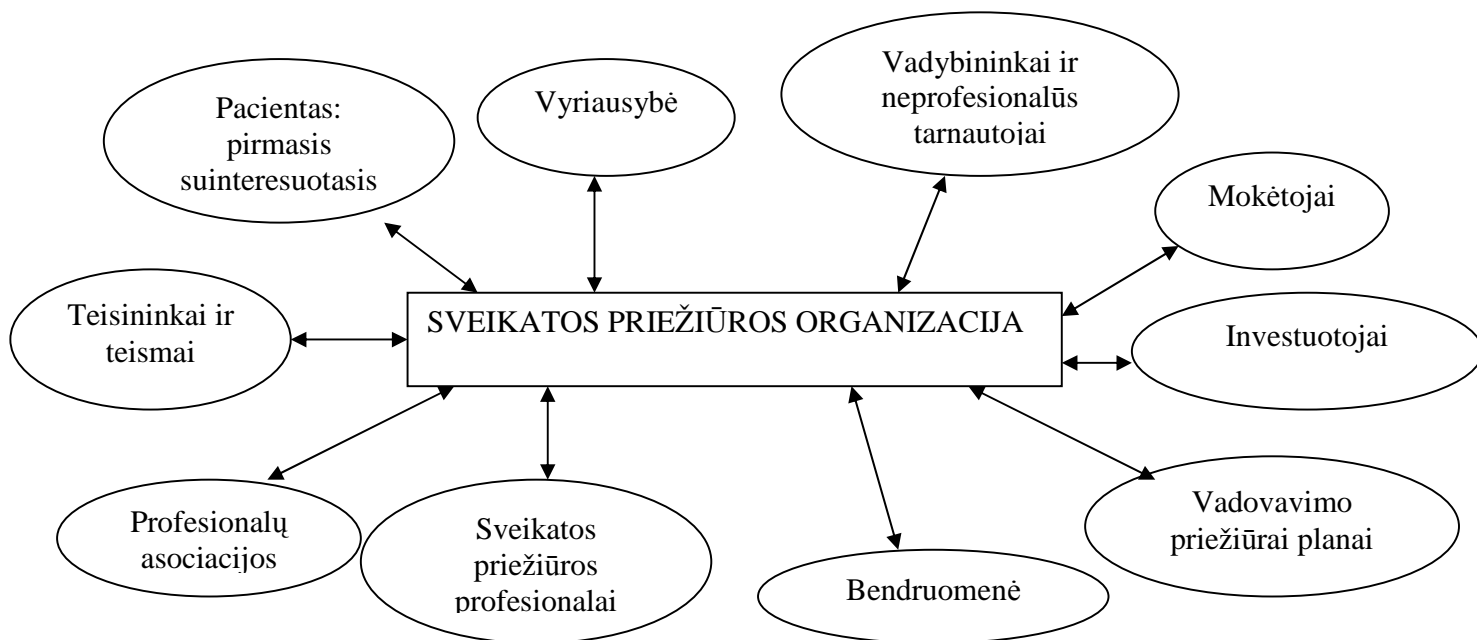 Pacientas:
pirmasis
suinteresuotasis
Vyriausybė
Vadybininkai ir
neprofesionalūs
tarnautojai
Mokėtojai
Teisininkai ir
teismai
SVEIKATOS PRIEŽIŪROS ORGANIZACIJA
Investuotojai
Profesionalų
asociacijos
Sveikatos
priežiūros
profesionalai
Bendruomenė
Vadovavimo
priežiūrai planai